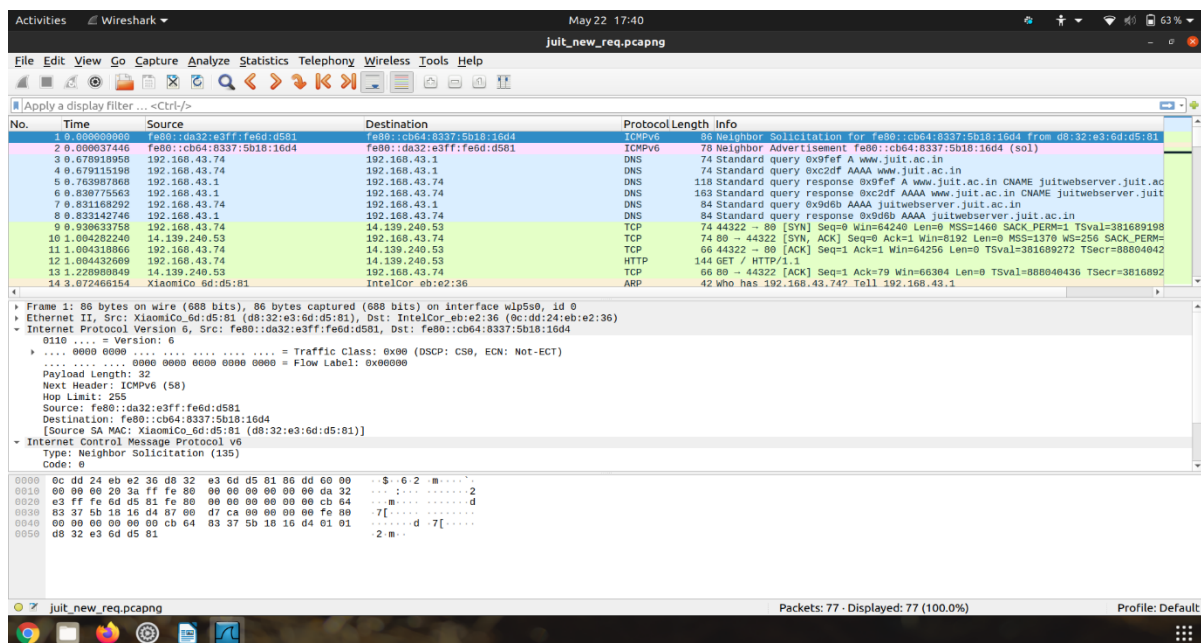 Activities Wireshark May 22 17:40 63 %
juit_new_req.pcapng
File Edit View Go Capture Analyze Statistics Telephony Wireless Tools Help
Apply a display filter … <Ctrl-/>
No. Time Source Destination Protocol Length Info
1 0.000000000 fe80::da32:e3ff:fe6d:d581 fe80::cb64:8337:5b18:16d4 ICMPv6 86 Neighbor Solicitation for fe80::cb64:8337:5b18:16d4 from d8:32:e3:6d:d5:81
2 0.000037446 fe80::cb64:8337:5b18:16d4 fe80::da32:e3ff:fe6d:d581 ICMPv6 78 Neighbor Advertisement fe80::cb64:8337:5b18:16d4 (sol)
3 0.678918958 192.168.43.74 192.168.43.1 DNS 74 Standard query 0x9fef A www.juit.ac.in
4 0.679115198 192.168.43.74 192.168.43.1 DNS 74 Standard query 0xc2df AAAA www.juit.ac.in
5 0.763987868 192.168.43.1 192.168.43.74 DNS 118 Standard query response 0x9fef A www.juit.ac.in CNAME juitwebserver.juit.ac
6 0.830775563 192.168.43.1 192.168.43.74 DNS 163 Standard query response 0xc2df AAAA www.juit.ac.in CNAME juitwebserver.juit
7 0.831168292 192.168.43.74 192.168.43.1 DNS 84 Standard query 0x9d6b AAAA juitwebserver.juit.ac.in
8 0.833142746 192.168.43.1 192.168.43.74 DNS 84 Standard query response 0x9d6b AAAA juitwebserver.juit.ac.in
9 0.930633758 192.168.43.74 14.139.240.53 TCP 74 44322 → 80 [SYN] Seq=0 Win=64240 Len=0 MSS=1460 SACK_PERM=1 TSval=381689198
10 1.004282240 14.139.240.53 192.168.43.74 TCP 74 80 → 44322 [SYN, ACK] Seq=0 Ack=1 Win=8192 Len=0 MSS=1370 WS=256 SACK_PERM=
11 1.004318866 192.168.43.74 14.139.240.53 TCP 66 44322 → 80 [ACK] Seq=1 Ack=1 Win=64256 Len=0 TSval=381689272 TSecr=88804042
12 1.004432609 192.168.43.74 14.139.240.53 HTTP 144 GET / HTTP/1.1
13 1.228980849 14.139.240.53 192.168.43.74 TCP 66 80 → 44322 [ACK] Seq=1 Ack=79 Win=66304 Len=0 TSval=888040436 TSecr=3816892
14 3.072466154 XiaomiCo_6d:d5:81 IntelCor_eb:e2:36 ARP 42 Who has 192.168.43.74? Tell 192.168.43.1
Frame 1: 86 bytes on wire (688 bits), 86 bytes captured (688 bits) on interface wlp5s0, id 0
Ethernet II, Src: XiaomiCo_6d:d5:81 (d8:32:e3:6d:d5:81), Dst: IntelCor_eb:e2:36 (0c:dd:24:eb:e2:36)
Internet Protocol Version 6, Src: fe80::da32:e3ff:fe6d:d581, Dst: fe80::cb64:8337:5b18:16d4
0110 .... = Version: 6
.... 0000 0000 .... .... .... .... .... = Traffic Class: 0x00 (DSCP: CS0, ECN: Not-ECT)
.... .... .... 0000 0000 0000 0000 0000 = Flow Label: 0x00000
Payload Length: 32
Next Header: ICMPv6 (58)
Hop Limit: 255
Source: fe80::da32:e3ff:fe6d:d581
Destination: fe80::cb64:8337:5b18:16d4
[Source SA MAC: XiaomiCo_6d:d5:81 (d8:32:e3:6d:d5:81)]
Internet Control Message Protocol v6
Type: Neighbor Solicitation (135)
Code: 0
0000 0c dd 24 eb e2 36 d8 32 e3 6d d5 81 86 dd 60 00 ··$··6·2 ·m····`·
0010 00 00 00 20 3a ff fe 80 00 00 00 00 00 00 da 32 ··· :··· ·······2
0020 e3 ff fe 6d d5 81 fe 80 00 00 00 00 00 00 cb 64 ···m···· ·······d
0030 83 37 5b 18 16 d4 87 00 d7 ca 00 00 00 00 fe 80 ·7[····· ········
0040 00 00 00 00 00 00 cb 64 83 37 5b 18 16 d4 01 01 ·······d ·7[·····
0050 d8 32 e3 6d d5 81 ·2·m··
juit_new_req.pcapng Packets: 77 · Displayed: 77 (100.0%) Profile: Default